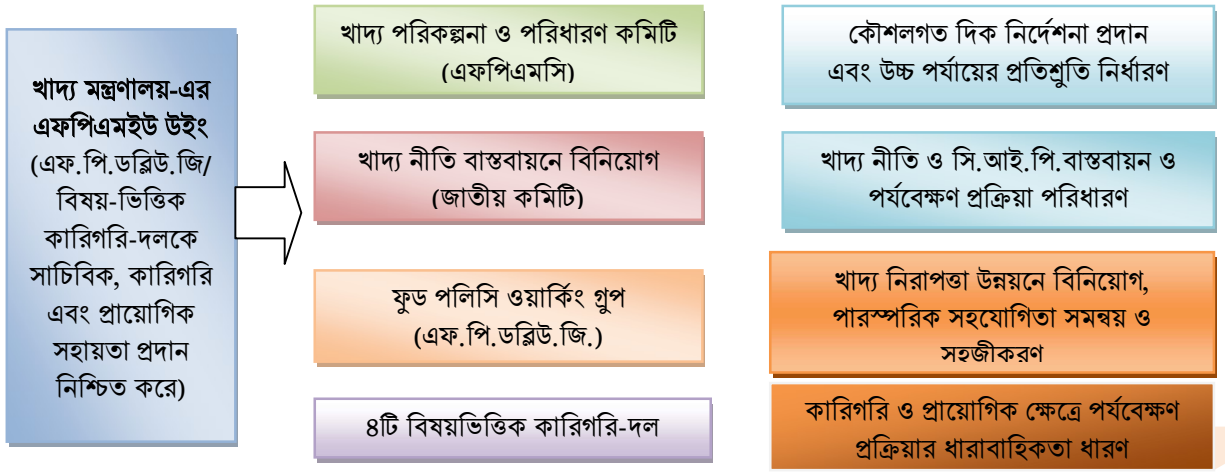 খাদ্য মন্ত্রণালয়-এর
এফপিএমইউ উইং
(এফ.পি.ডব্লিউ.জি/
বিষয়-ভিত্তিক
কারিগরি-দলকে
সাচিবিক, কারিগরি
এবং প্রায়োগিক
সহায়তা প্রদান
নিশ্চিত করে)
খাদ্য পরিকল্পনা ও পরিধারণ কমিটি
(এফপিএমসি)
খাদ্য নীতি বাস্তবায়নে বিনিয়োগ
(জাতীয় কমিটি)
ফুড পলিসি ওয়ার্কিং গ্রুপ
(এফ.পি.ডব্লিউ.জি.)
৪টি বিষয়ভিত্তিক কারিগরি-দল
কৌশলগত দিক নির্দেশনা প্রদান
এবং উচ্চ পর্যায়ের প্রতিশ্রুতি নির্ধারণ
খাদ্য নীতি ও সি.আই.পি.বাস্তবায়ন ও
পর্যবেক্ষণ প্রক্রিয়া পরিধারণ
খাদ্য নিরাপত্তা উন্নয়নে বিনিয়োগ,
পারস্পরিক সহযোগিতা সমন্বয় ও
সহজীকরণ
কারিগরি ও প্রায়োগিক ক্ষেত্রে পর্যবেক্ষণ
প্রক্রিয়ার ধারাবাহিকতা ধারণ